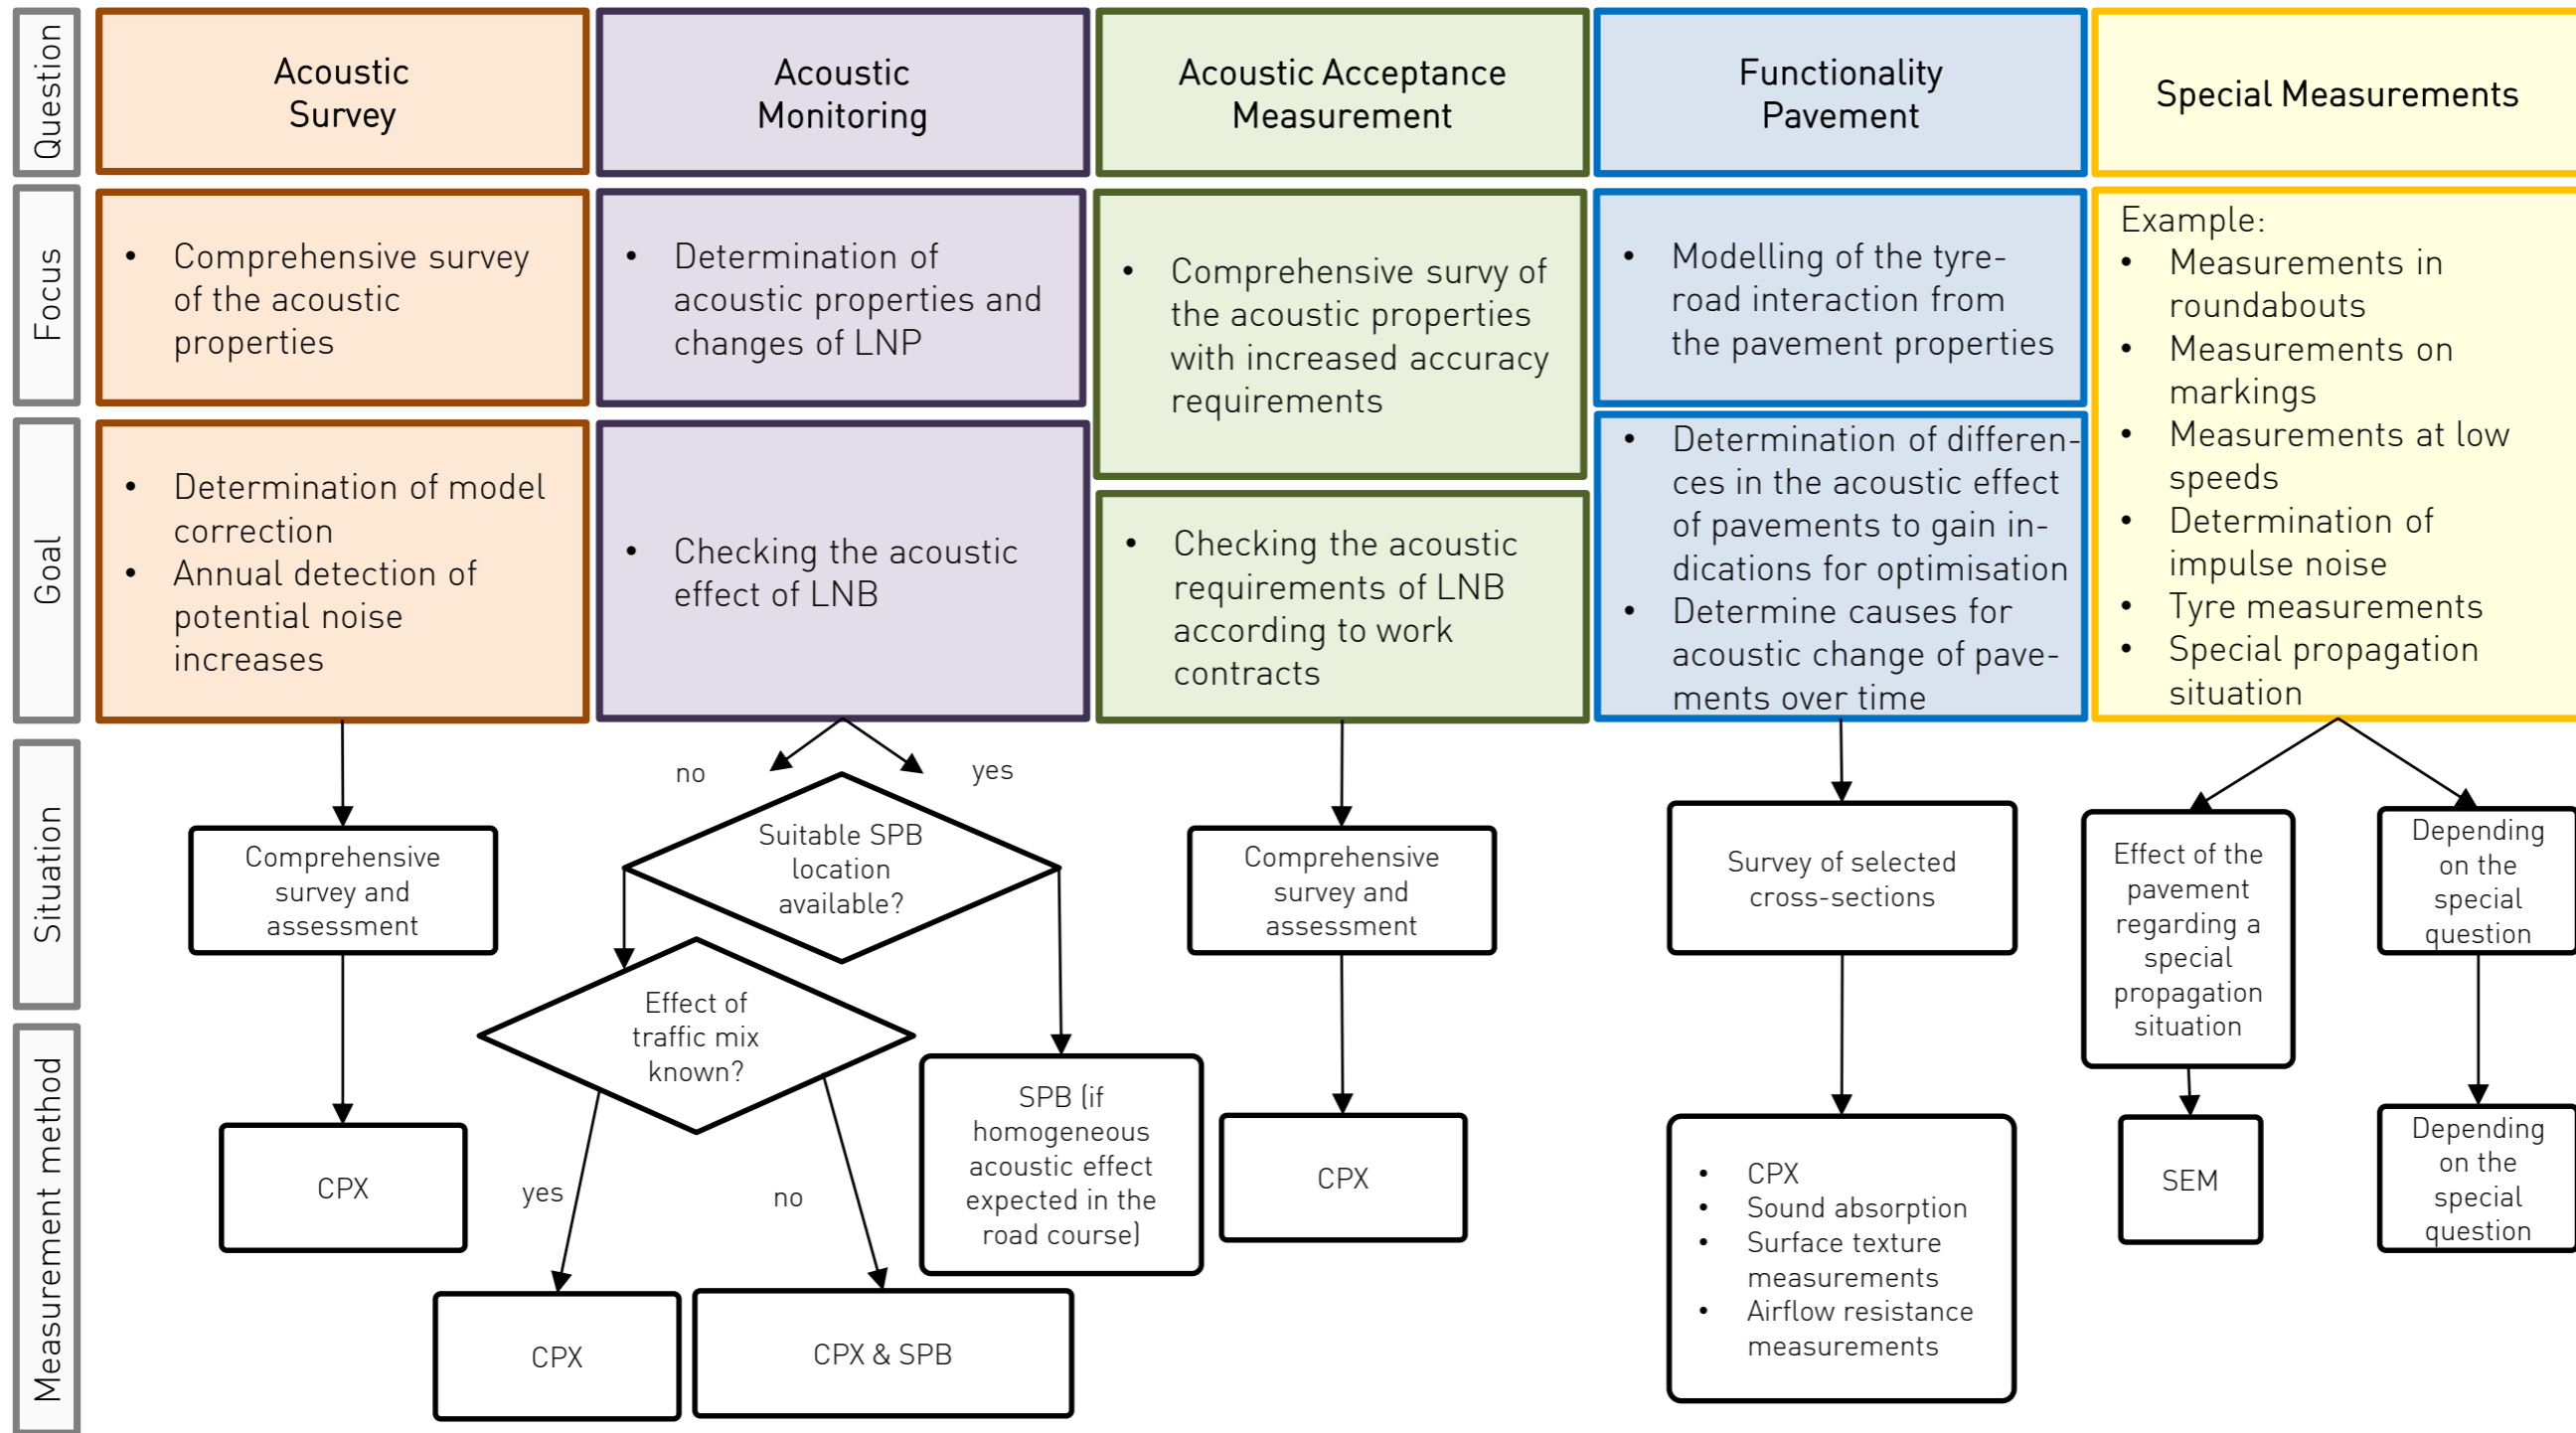 Question
Acoustic
Survey
Acoustic
Monitoring
Acoustic Acceptance
Measurement
Functionality
Pavement
Special Measurements
Focus
• Comprehensive survey
of the acoustic
properties
• Determination of
acoustic properties and
changes of LNP
• Comprehensive survy of
the acoustic properties
with increased accuracy
requirements
• Modelling of the tyre-
road interaction from
the pavement properties
Example:
• Measurements in
roundabouts
• Measurements on
markings
• Measurements at low
speeds
• Determination of
impulse noise
• Tyre measurements
• Special propagation
situation
Goal
• Determination of model
correction
• Annual detection of
potential noise
increases
• Checking the acoustic
effect of LNB
• Checking the acoustic
requirements of LNB
according to work
contracts
• Determination of differen-
ces in the acoustic effect
of pavements to gain in-
dications for optimisation
• Determine causes for
acoustic change of pave-
ments over time
Situation
Comprehensive
survey and
assessment
no
yes
Suitable SPB
location
available?
Effect of
traffic mix
known?
Comprehensive
survey and
assessment
Survey of selected
cross-sections
Effect of the
pavement
regarding a
special
propagation
situation
Depending
on the
special
question
Measurement method
CPX
yes
no
CPX
CPX & SPB
SPB (if
homogeneous
acoustic effect
expected in the
road course)
CPX
• CPX
• Sound absorption
• Surface texture
measurements
• Airflow resistance
measurements
SEM
Depending
on the
special
question